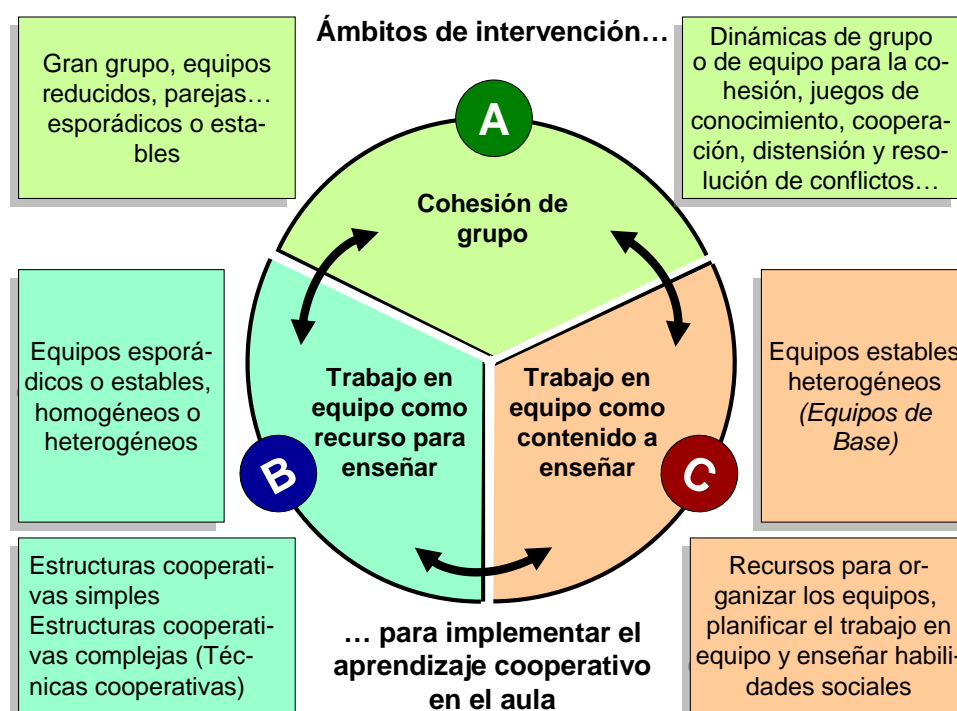 Ámbitos de intervención…
Gran grupo, equipos
reducidos, parejas…
esporádicos o esta-
bles
Dinámicas de grupo
o de equipo para la co-
hesión, juegos de
conocimiento, coopera-
ción, distensión y reso-
lución de conflictos…
A
Cohesión de
grupo
Equipos esporá-
dicos o estables,
homogéneos o
heterogéneos
Trabajo en
equipo como
recurso para
enseñar
B
Trabajo en
equipo como
contenido a
enseñar
C
Equipos estables
heterogéneos
(Equipos de
Base)
Estructuras cooperati-
vas simples
Estructuras cooperati-
vas complejas (Téc-
nicas cooperativas)
… para implementar el
aprendizaje cooperativo
en el aula
Recursos para or-
ganizar los equipos,
planificar el trabajo en
equipo y enseñar habili-
dades sociales